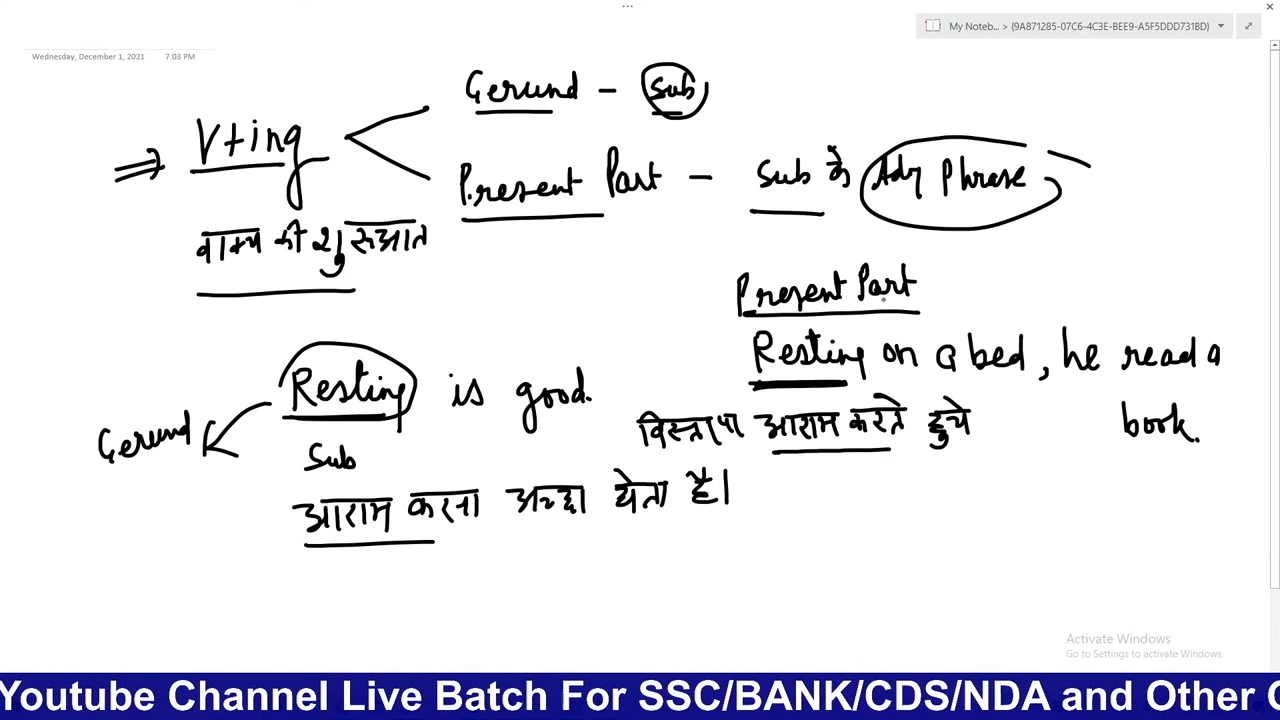 My Noteb... > {9A871285-07C6-4C3E-BEE9-A5F5DDD731BD}
Wednesday, December 1, 2021 7:03 PM
Gerund - Sub
⇒ V+ing
Present Part - Sub के Adj Phrase
वाक्य की शुरूआत
Present Part
Resting on a bed, he read a
book.
विस्तर पर आराम करते हुये
Resting is good.
Gerund
Sub
आराम करना अच्छा होता है।
Activate Windows
Go to Settings to activate Windows.
Youtube Channel Live Batch For SSC/BANK/CDS/NDA and Other